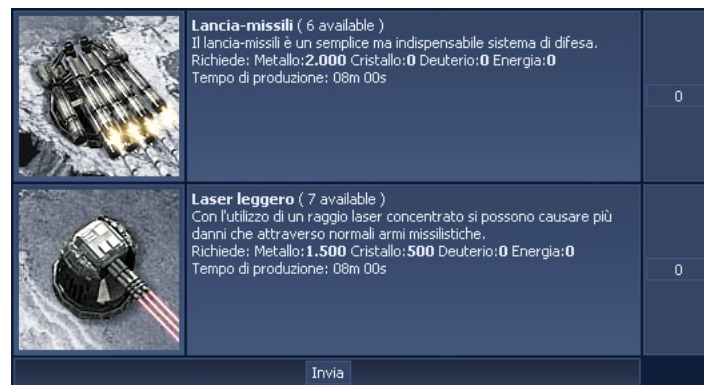 Lancia-missili ( 6 available )
Il lancia-missili è un semplice ma indispensabile sistema di difesa.
Richiede: Metallo:2.000 Cristallo:0 Deuterio:0 Energia:0
Tempo di produzione: 08m 00s
0
Laser leggero ( 7 available )
Con l'utilizzo di un raggio laser concentrato si possono causare più
danni che attraverso normali armi missilistiche.
Richiede: Metallo:1.500 Cristallo:500 Deuterio:0 Energia:0
Tempo di produzione: 08m 00s
0
Invia